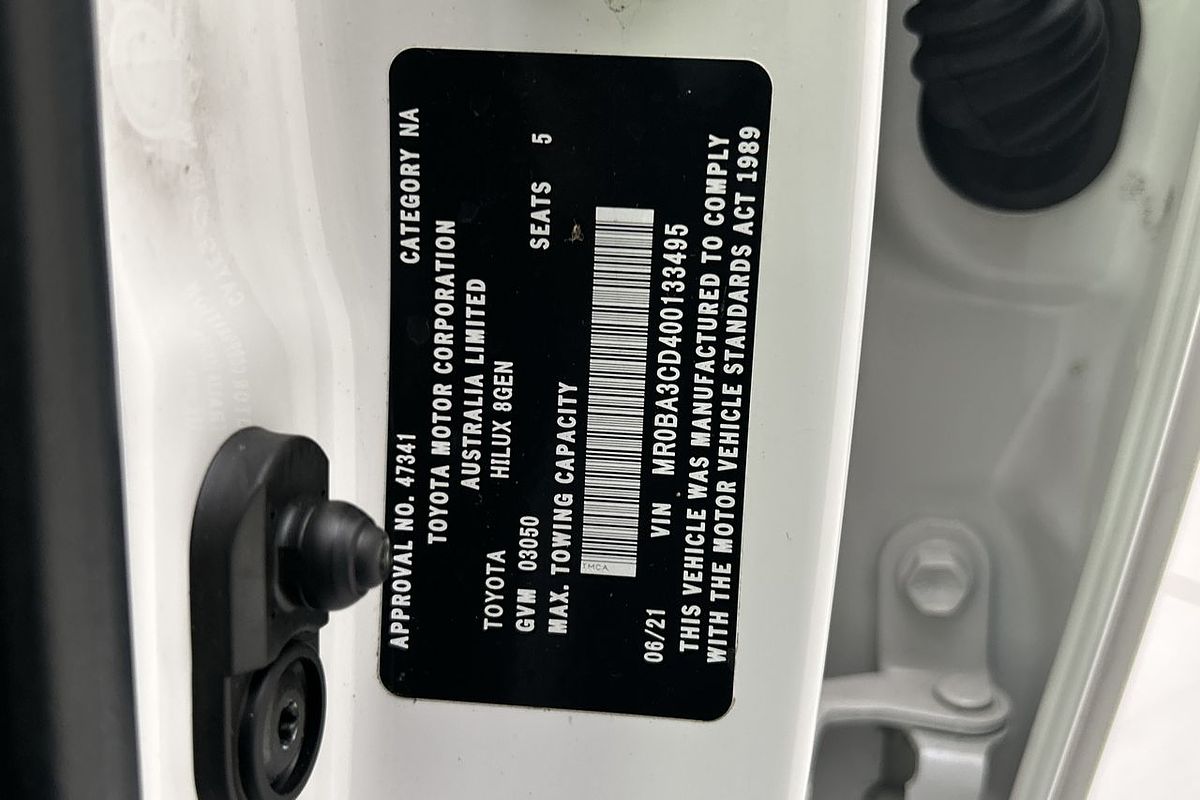 APPROVAL NO. 47341 CATEGORY NA
TOYOTA MOTOR CORPORATION
AUSTRALIA LIMITED
TOYOTA HILUX 8GEN
GVM 03050 SEATS 5
MAX. TOWING CAPACITY
TMCA
06/21 VIN MR0BA3CD400133495
THIS VEHICLE WAS MANUFACTURED TO COMPLY
WITH THE MOTOR VEHICLE STANDARDS ACT 1989